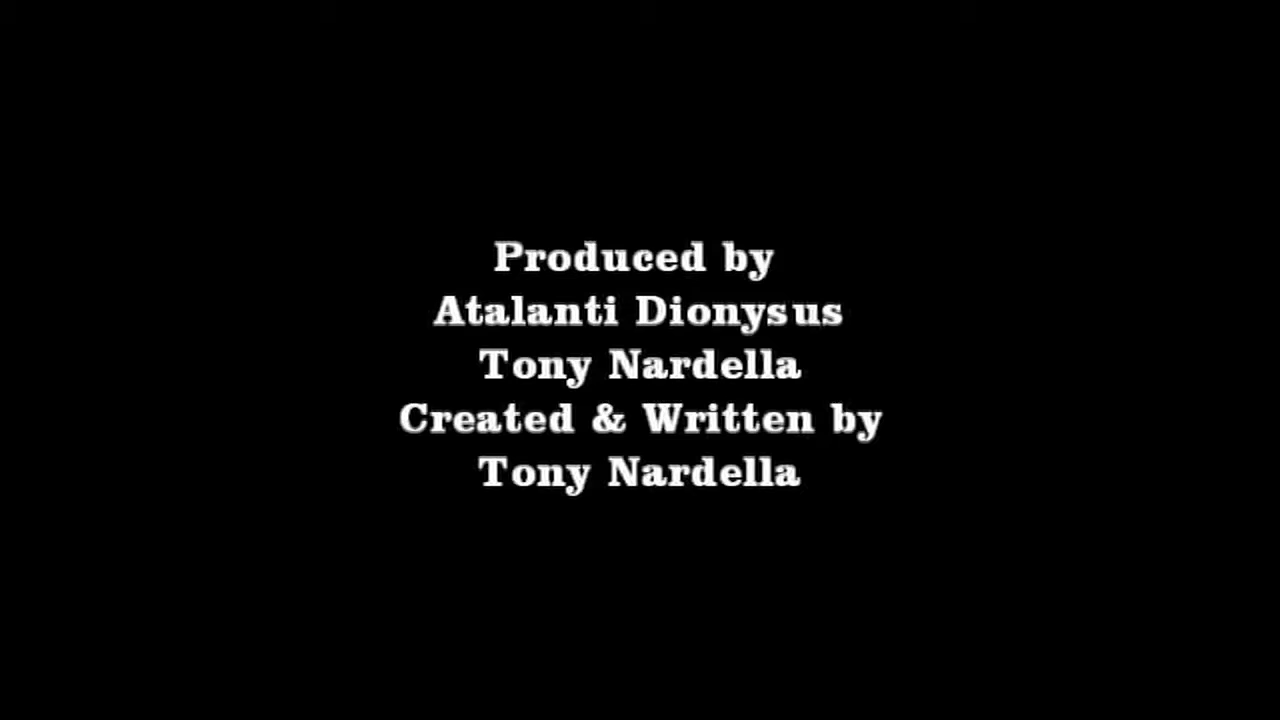 Produced by
Atalanti Dionysus
Tony Nardella
Created & Written by
Tony Nardella